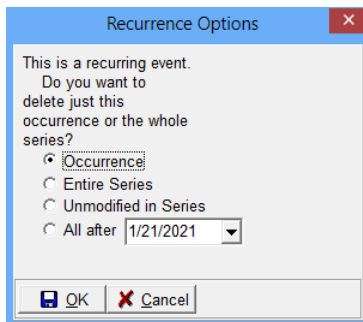 Recurrence Options
This is a recurring event.
Do you want to
delete just this
occurrence or the whole
series?
Occurrence
Entire Series
Unmodified in Series
All after 1/21/2021
OK Cancel